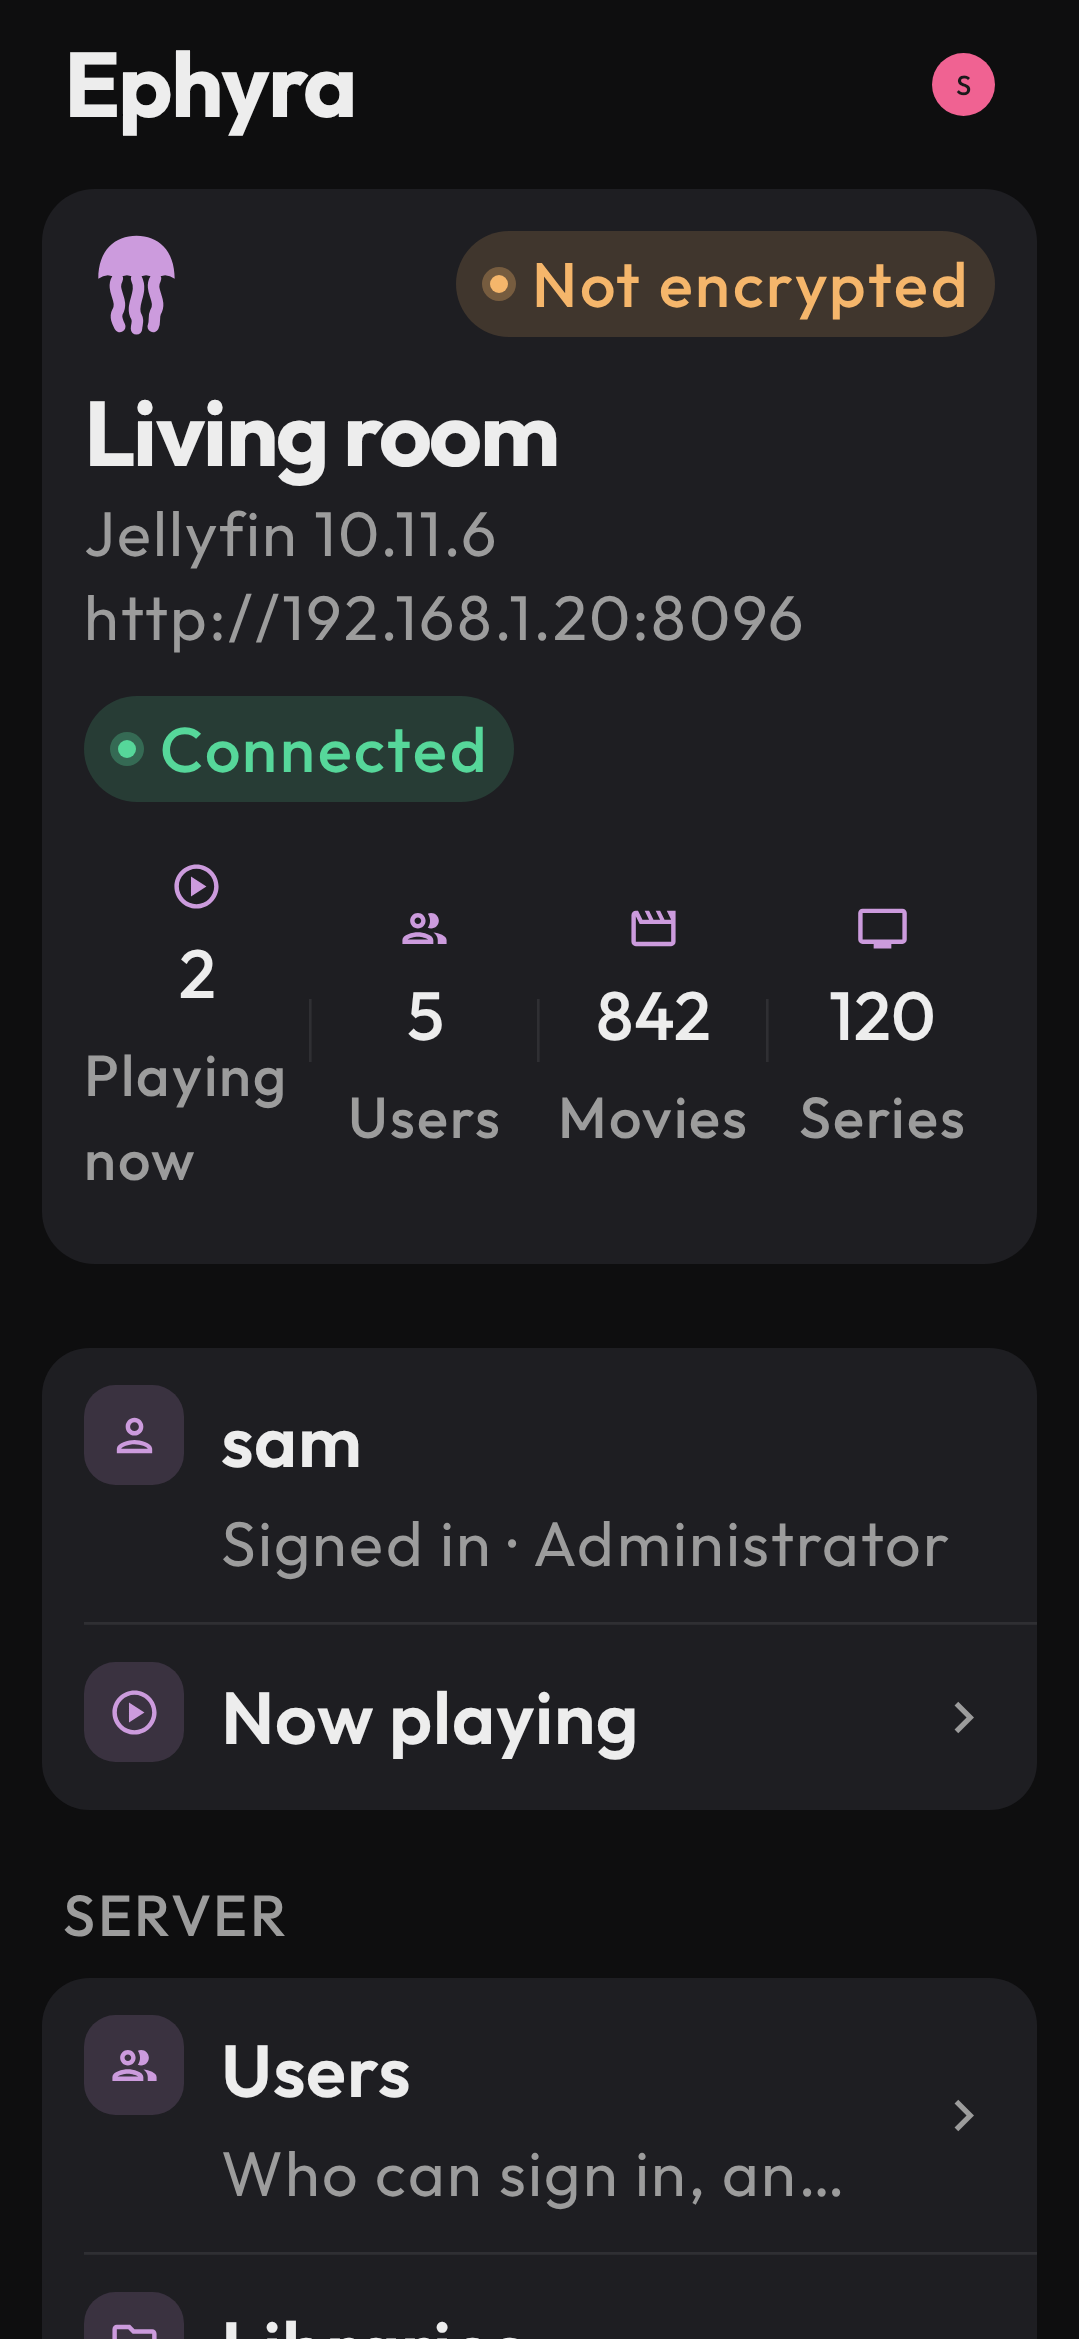 Ephyra
S
Not encrypted
Living room
Jellyfin 10.11.6
http://192.168.1.20:8096
Connected
2
5
842
120
Playing
now
Users
Movies
Series
sam
Signed in · Administrator
Now playing
SERVER
Users
Who can sign in, an…
Libraries